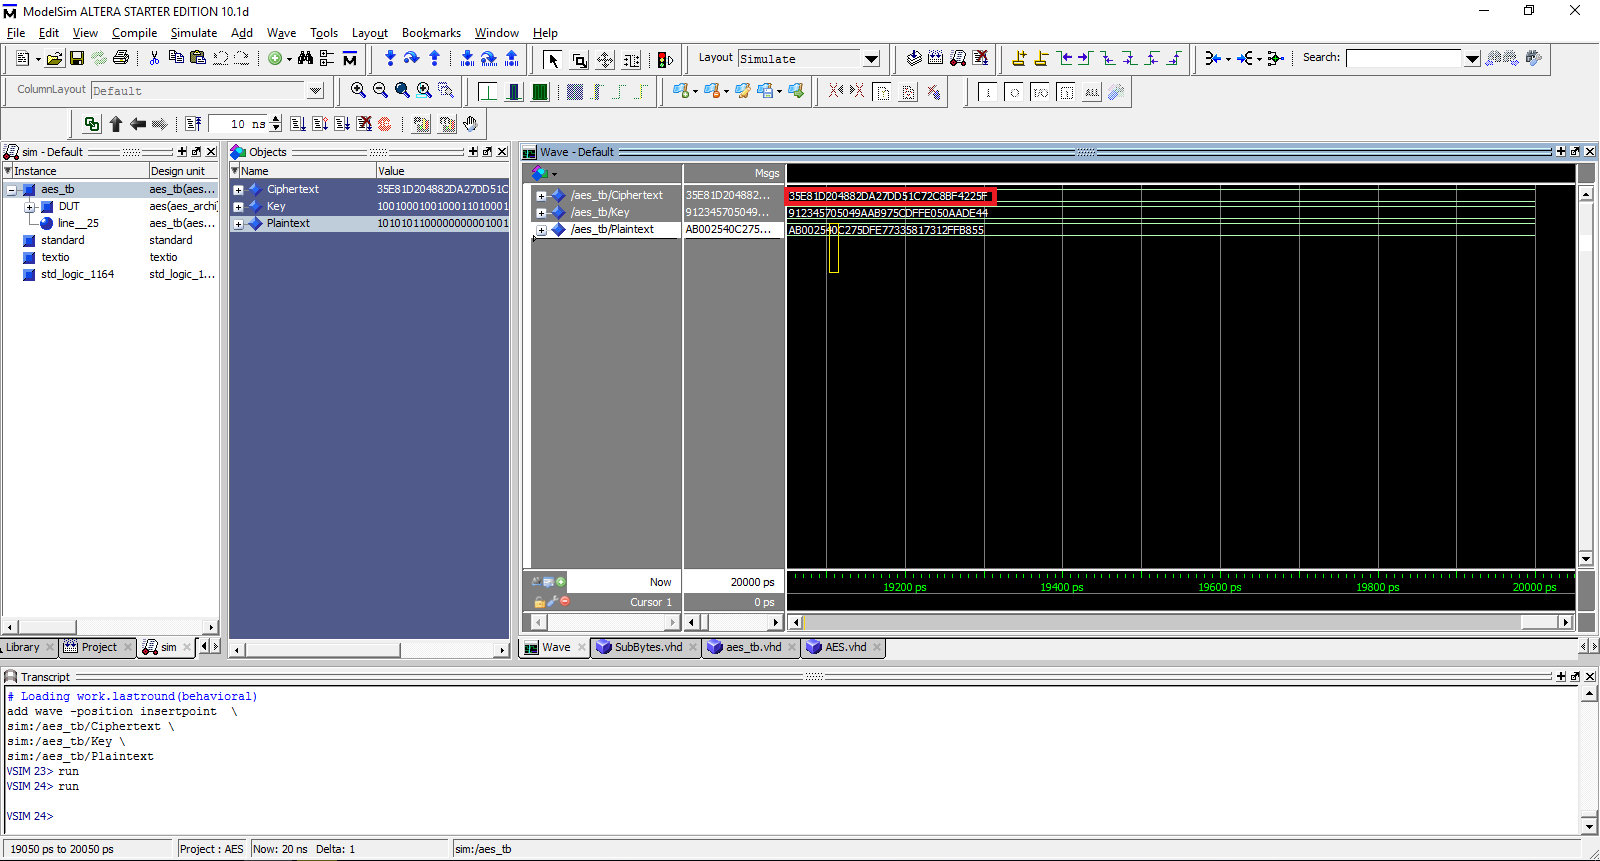 ModelSim ALTERA STARTER EDITION 10.1d
File Edit View Compile Simulate Add Wave Tools Layout Bookmarks Window Help
Layout Simulate
Search:
ColumnLayout Default
10 ns
sim - Default
Instance Design unit
aes_tb aes_tb(aes...
DUT aes(aes_archi
line__25 aes_tb(aes...
standard std_logic_1...
standard
textio
std_logic_1164 std_logic_1...
Objects
Name Value
Ciphertext 35E81D204882DA27DD51C
Key 1001000100100011010001
Plaintext 1010101100000000001001
Wave - Default
Msgs
/aes_tb/Ciphertext 35E81D204882... 35E81D204882DA27DD51C72C8BF4225F
/aes_tb/Key 912345705049... 912345705049AAB975CDFFE050AADE44
/aes_tb/Plaintext AB002540C275... AB002540C275DFE77335817312FFB855
Now 20000 ps
19200 ps 19400 ps 19600 ps 19800 ps 20000 ps
Cursor 1 0 ps
Library Project sim
Wave SubBytes.vhd aes_tb.vhd AES.vhd
Transcript
# Loading work.lastround(behavioral)
add wave -position insertpoint \
sim:/aes_tb/Ciphertext \
sim:/aes_tb/Key \
sim:/aes_tb/Plaintext
VSIM 23> run
VSIM 24> run
VSIM 24>
19050 ps to 20050 ps Project : AES Now: 20 ns Delta: 1 sim:/aes_tb